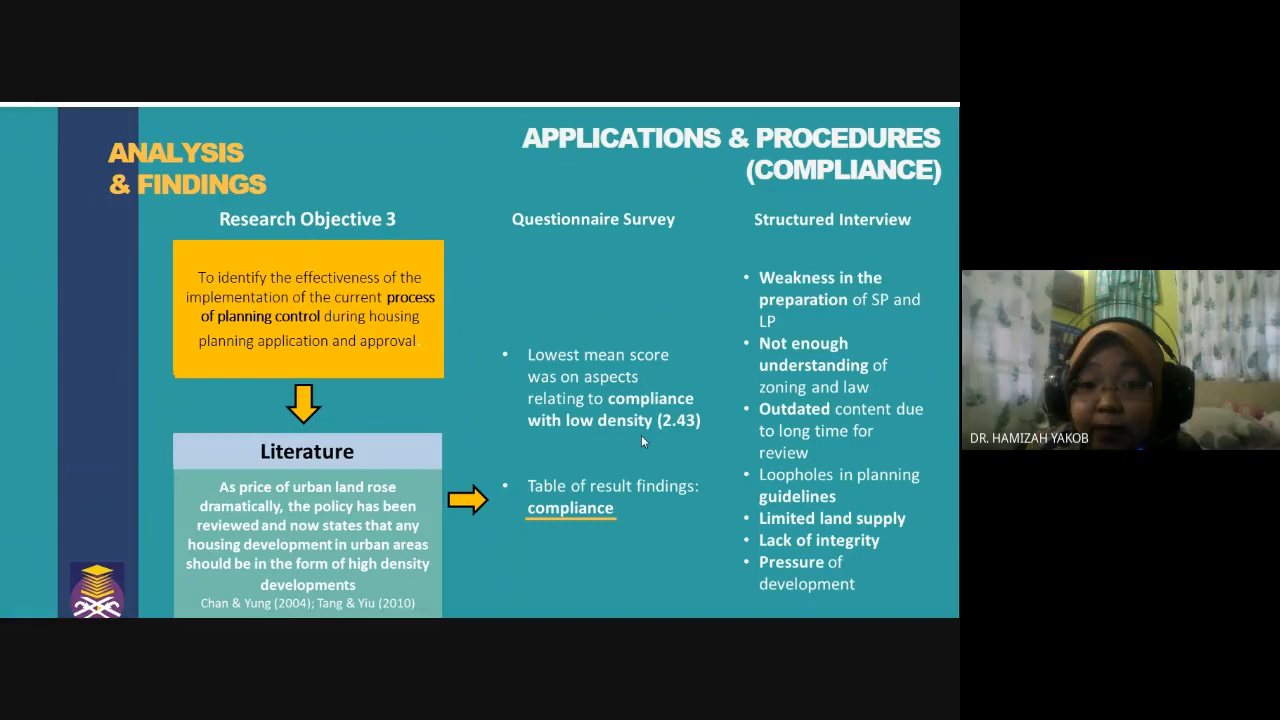 ANALYSIS
& FINDINGS
APPLICATIONS & PROCEDURES
(COMPLIANCE)
Research Objective 3
To identify the effectiveness of the
implementation of the current process
of planning control during housing
planning application and approval
Literature
As price of urban land rose
dramatically, the policy has been
reviewed and now states that any
housing development in urban areas
should be in the form of high density
developments
Chan & Yung (2004); Tang & Yiu (2010)
Questionnaire Survey
• Lowest mean score
was on aspects
relating to compliance
with low density (2.43)
• Table of result findings:
compliance
Structured Interview
• Weakness in the
preparation of SP and
LP
• Not enough
understanding of
zoning and law
• Outdated content due
to long time for
review
• Loopholes in planning
guidelines
• Limited land supply
• Lack of integrity
• Pressure of
development
DR. HAMIZAH YAKOB